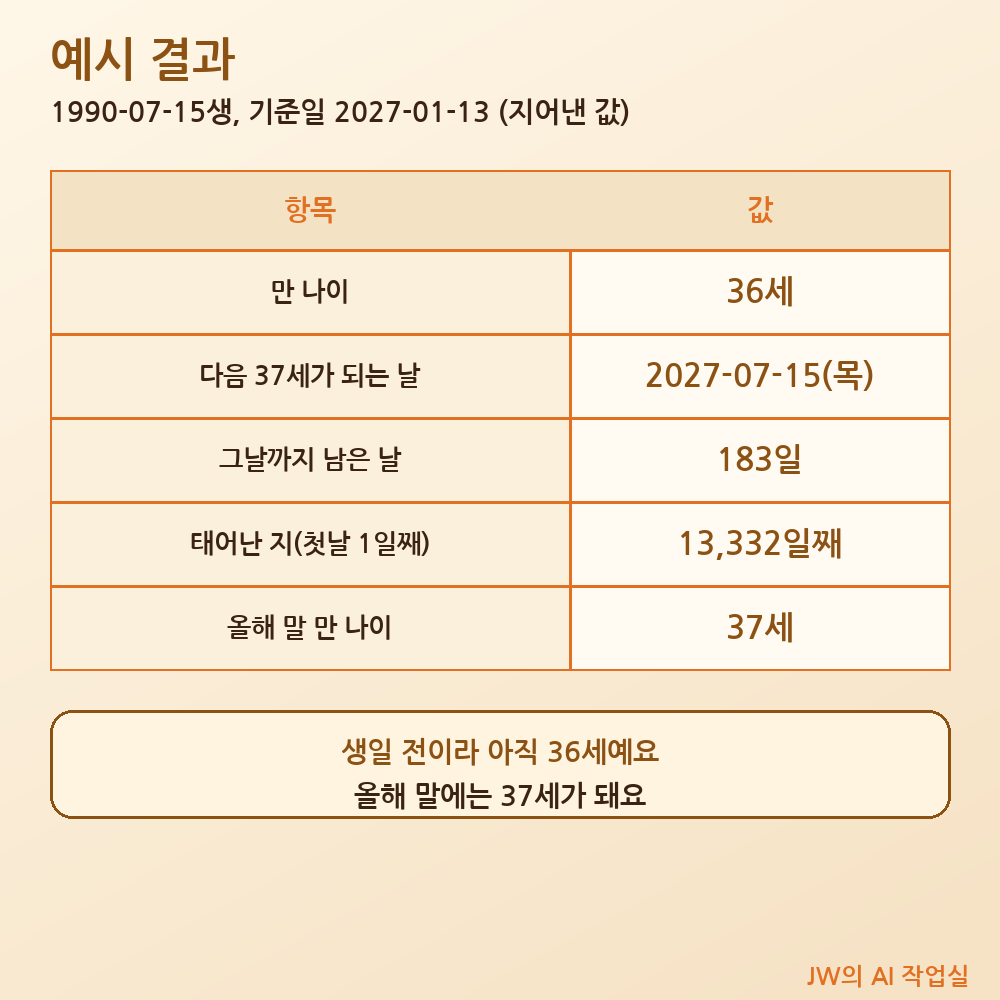 예시 결과
1990-07-15생, 기준일 2027-01-13 (지어낸 값)
항목 값
만 나이 36세
다음 37세가 되는 날 2027-07-15(목)
그날까지 남은 날 183일
태어난 지(첫날 1일째) 13,332일째
올해 말 만 나이 37세
생일 전이라 아직 36세예요
올해 말에는 37세가 돼요
JW의 AI 작업실